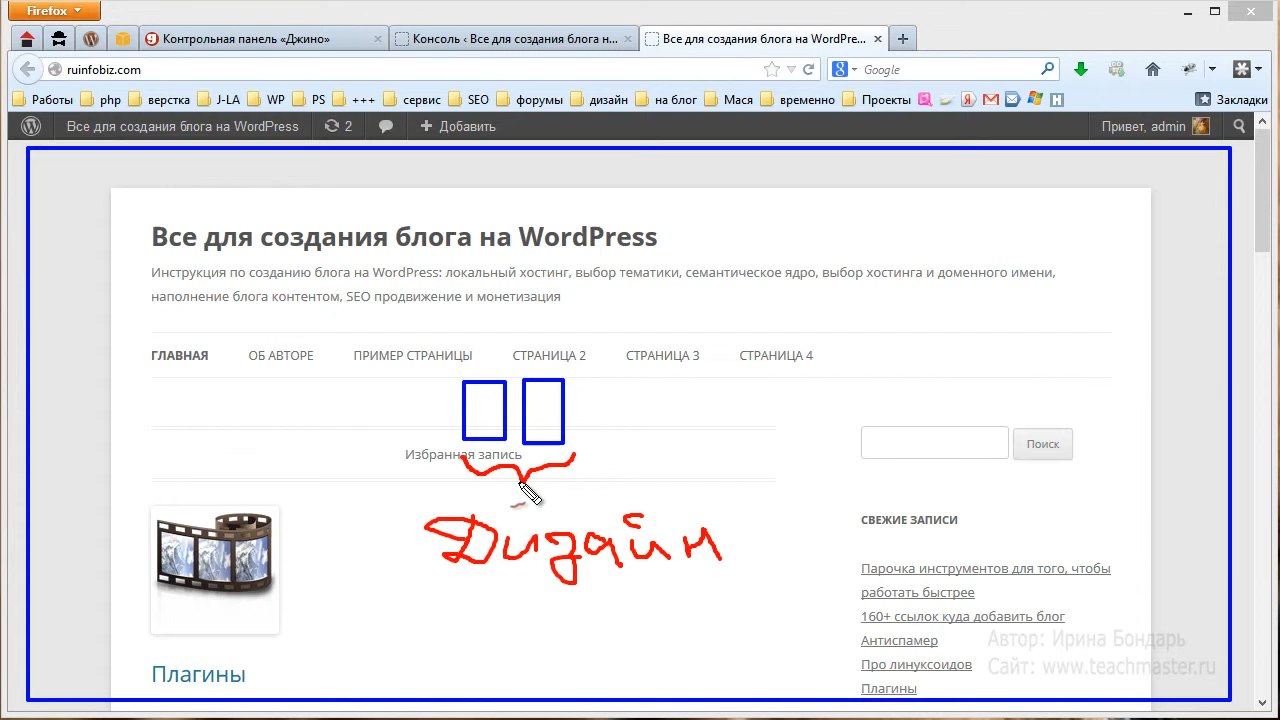 Firefox
Контрольная панель «Джино»
Консоль ‹ Все для создания блога н...
Все для создания блога на WordPre...
ruinfobiz.com
Google
Работы php верстка J-LA WP PS +++ сервис SEO форумы дизайн на блог Мася временно Проекты Закладки
Все для создания блога на WordPress 2 Добавить Привет, admin
Все для создания блога на WordPress
Инструкция по созданию блога на WordPress: локальный хостинг, выбор тематики, семантическое ядро, выбор хостинга и доменного имени,
наполнение блога контентом, SEO продвижение и монетизация
ГЛАВНАЯ ОБ АВТОРЕ ПРИМЕР СТРАНИЦЫ СТРАНИЦА 2 СТРАНИЦА 3 СТРАНИЦА 4
Избранная запись
Дизайн
Плагины
Поиск
СВЕЖИЕ ЗАПИСИ
Парочка инструментов для того, чтобы
работать быстрее
160+ ссылок куда добавить блог
Антиспамер
Про линуксоидов
Плагины
Автор: Ирина Бондарь
Сайт: www.teachmaster.ru